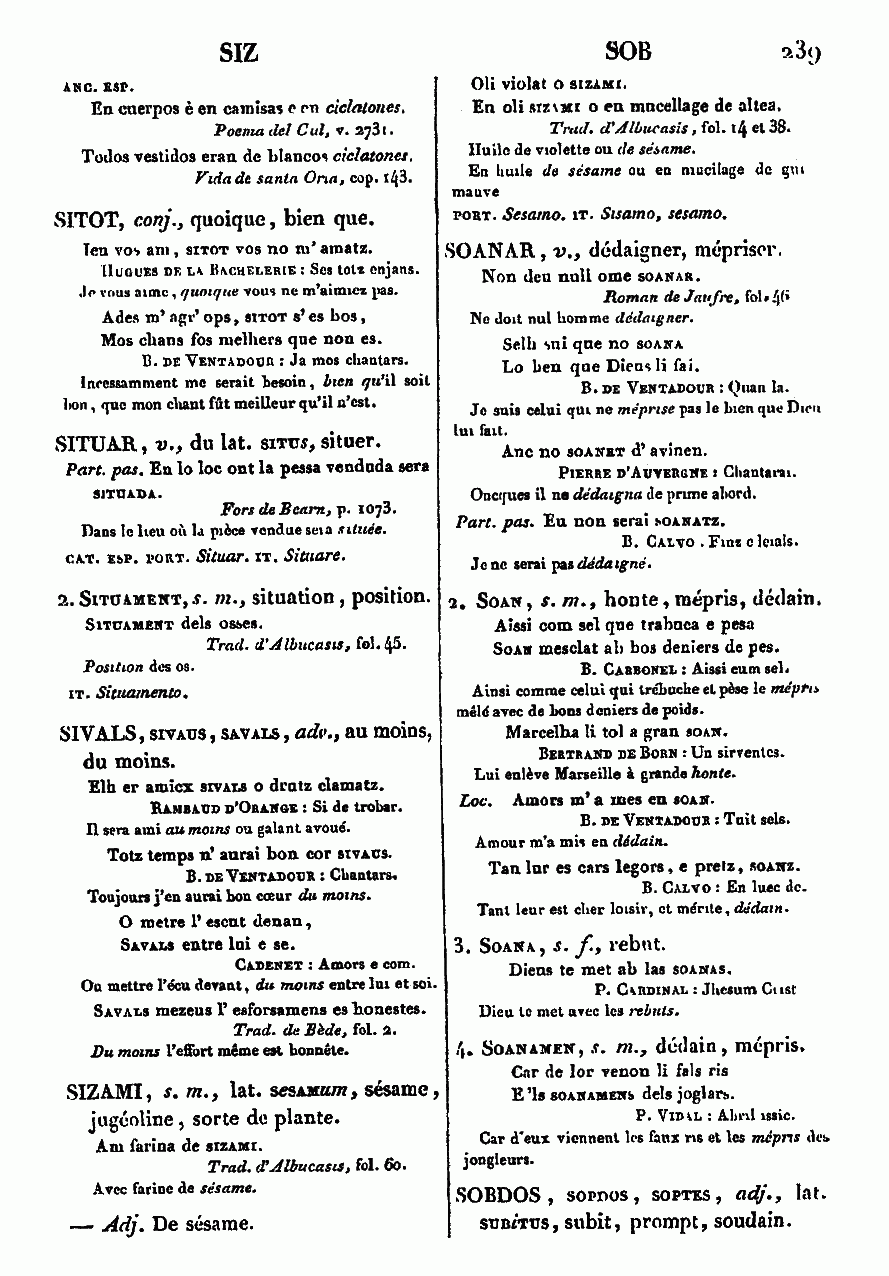 SIZ
SOB
239
ANC. ESP.
En cuerpos è en camisas e en ciclatones.
Poema del Cid, v. 2731.
Todos vestidos eran de blancos ciclatones.
Vida de santa Oria, cop. 143.
SITOT, conj., quoique, bien que.
Ieu vos am, SITOT vos no m' amatz.
HUGUES DE LA BACHELERIE : Ses totz enjans.
Je vous aime, quoique vous ne m'aimiez pas.
Ades m' agr' ops, SITOT s' es bos,
Mos chans fos melhers que non es.
B. DE VENTADOUR : Ja mos chantars.
Incessamment me serait besoin, bien qu'il soit
bon, que mon chant fût meilleur qu'il n'est.
SITUAR, v., du lat. SITUS, situer.
Part. pas. En lo loc ont la pessa venduda sera
SITUADA.
Fors de Bearn, p. 1073.
Dans le lieu où la pièce vendue sera située.
CAT. ESP. PORT. Situar. IT. Situare.
2. SITUAMENT, s. m., situation, position.
SITUAMENT dels osses.
Trad. d'Albucasis, fol. 45.
Position des os.
IT. Situamento.
SIVALS, SIVAUS, SAVALS, adv., au moins,
du moins.
Elh er amicx SIVALS o drutz clamatz.
RAMBAUD D'ORANGE : Si de trobar.
Il sera ami au moins ou galant avoué.
Totz temps n' aurai bon cor SIVAUS.
B. DE VENTADOUR : Chantars.
Toujours j'en aurai bon cœur du moins.
O metre l' escut denan,
SAVALS entre lui e se.
CADENET : Amors e com.
Ou mettre l'écu devant, du moins entre lui et soi.
SAVALS mezeus l' esforsamens es honestes.
Trad. de Bède, fol. 2.
Du moins l'effort même est honnête.
SIZAMI, s. m., lat. SESAMUM, sésame,
jugéoline, sorte de plante.
Am farina de SIZAMI.
Trad. d'Albucasis, fol. 60.
Avec farine de sésame.
— Adj. De sésame.
Oli violat o SIZAMI.
En oli SIZAMI o en muccllage de altea.
Trad. d'Albucasis, fol. 14 et 38.
Huile de violette ou de sésame.
En huile de sésame ou en mucilage de gui
mauve
PORT. Sesamo. IT. Sisamo, sesamo.
SOANAR, v., dédaigner, mépriser.
Non deu null ome SOANAR.
Roman de Jaufre, fol. 46
Ne doit nul homme dédaigner.
Selh sui que no SOANA
Lo ben que Dieus li fai.
B. DE VENTADOUR : Quan la.
Je suis celui qui ne méprise pas le bien que Dieu
lui fait.
Anc no SOANET d' avinen.
PIERRE D'AUVERGNE : Chantarai.
Oncques il ne dédaigna de prime abord.
Part. pas. Eu non serai SOANATZ.
B. CALVO : Fins e leials.
Je ne serai pas dédaigné.
2. SOAN, s. m., honte, mépris, dédain.
Aissi com sel que trabuca e pesa
SOAN mesclat ab bos deniers de pes.
B. CARBONEL : Aissi cum sel.
Ainsi comme celui qui trébuche et pèse le mépris
mêlé avec de bons deniers de poids.
Marcelha li tol a gran SOAN.
BERTRAND DE BORN : Un sirventes.
Lui enlève Marseille à grande honte.
Loc. Amors m' a mes en SOAN.
B. DE VENTADOUR : Tuit sels.
Amour m'a mis en dédain.
Tan lur es cars legors, e pretz, SOANZ.
B. CALVO : En luec de.
Tant leur est cher loisir, et mérite, dédain.
3. SOANA, s. f., rebut.
Dieus te met ab las SOANAS.
P. CARDINAL : Jhesum Crist
Dieu te met avec les rebuts.
4. SOANAMEN, s. m., dédain, mépris.
Car de lor venon li fals ris
E 'ls SOANAMENS dels joglars.
P. VIDAL : Abril issic.
Car d'eux viennent les faux ris et les mépris des
jongleurs.
SOBDOS, SOPDOS, SOPTES, adj., lat.
SUBITUS, subit, prompt, soudain.